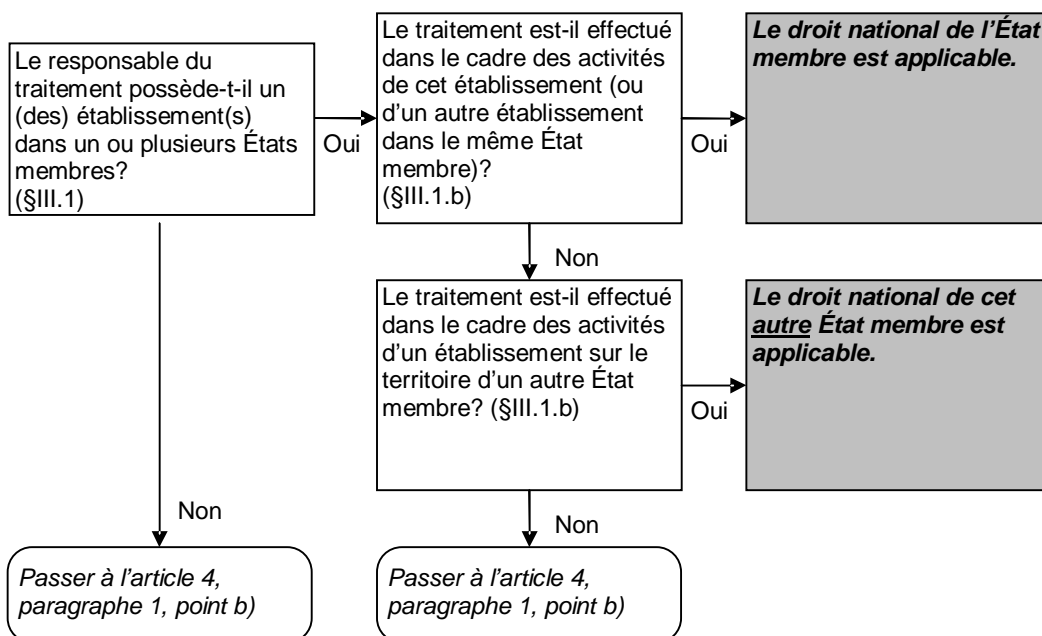 Le responsable du
traitement possède-t-il un
(des) établissement(s)
dans un ou plusieurs États
membres?
(§III.1)
Oui
Le traitement est-il effectué
dans le cadre des activités
de cet établissement (ou
d’un autre établissement
dans le même État
membre)?
(§III.1.b)
Oui
Le droit national de l’État
membre est applicable.
Non
Le traitement est-il effectué
dans le cadre des activités
d’un établissement sur le
territoire d’un autre État
membre? (§III.1.b)
Oui
Le droit national de cet
autre État membre est
applicable.
Non
Non
Passer à l’article 4,
paragraphe 1, point b)
Passer à l’article 4,
paragraphe 1, point b)